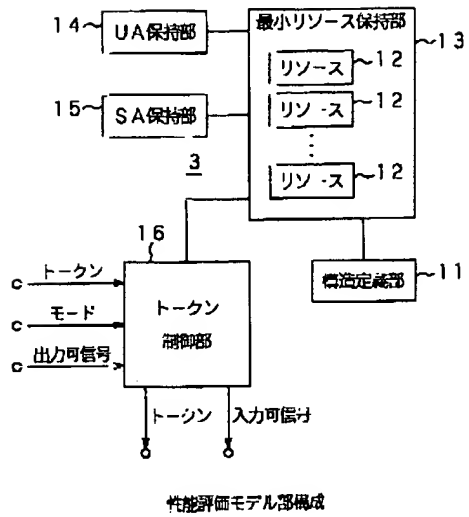 14
UA保持部
15
SA保持部
3
最小リソース保持部
13
リソース
12
リソース
12
リソース
12
16
トークン
モード
出力可信号
トークン
制御部
構造定義部
11
トークン
入力可信号
性能評価モデル部構成